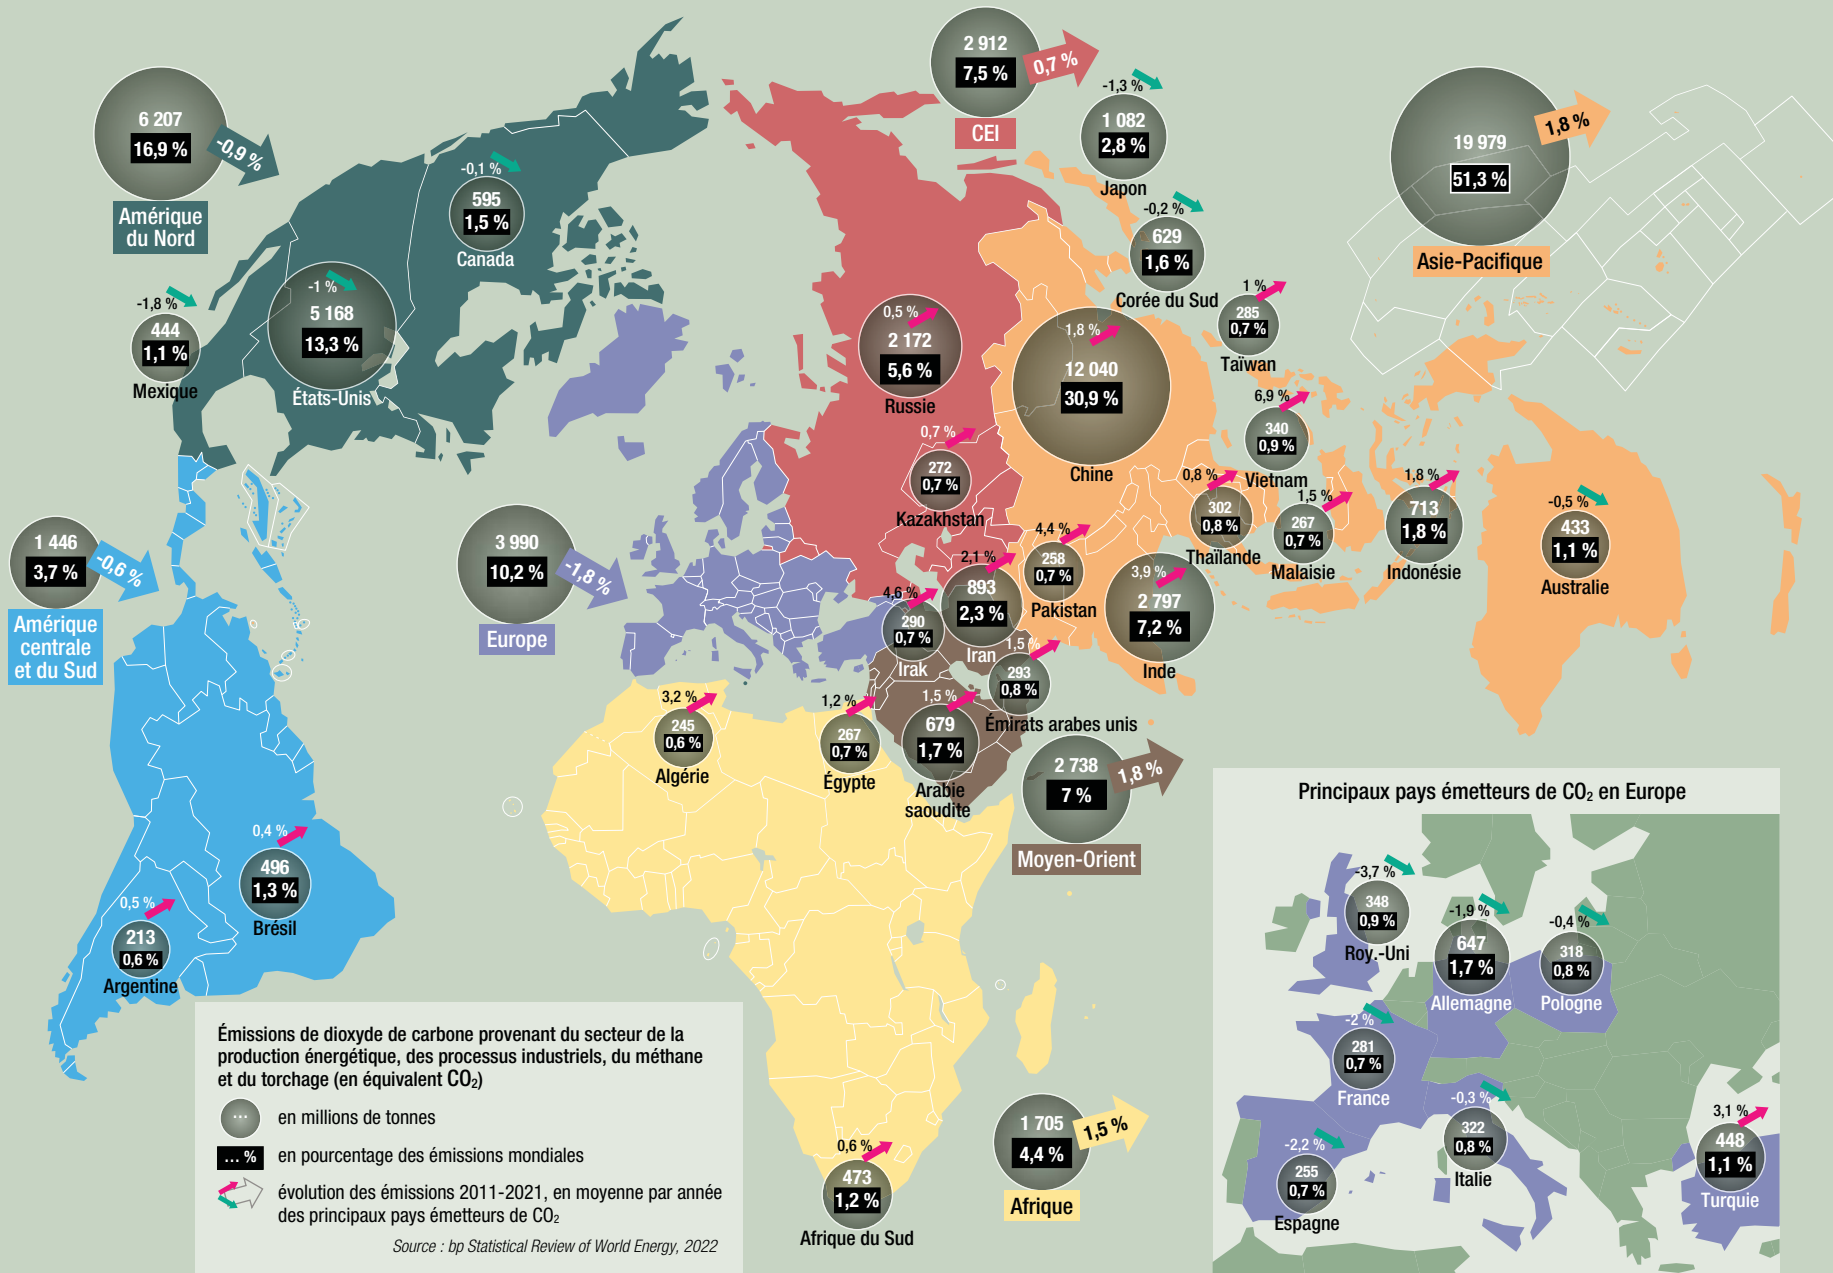 6 207
16,9 %
-0,9 %
Amérique
du Nord
-0,1 %
595
1,5 %
Canada
-1,8 %
444
1,1 %
Mexique
-1 %
5 168
13,3 %
États-Unis
2 912
7,5 %
0,7 %
CEI
-1,3 %
1 082
2,8 %
Japon
-0,2 %
629
1,6 %
Corée du Sud
19 979
51,3 %
1,8 %
Asie-Pacifique
0,5 %
2 172
5,6 %
Russie
1,8 %
12 040
30,9 %
Chine
1 %
285
0,7 %
Taïwan
6,9 %
340
0,9 %
Vietnam
0,7 %
272
0,7 %
Kazakhstan
0,8 %
302
0,8 %
Thaïlande
1,5 %
267
0,7 %
Malaisie
1,8 %
713
1,8 %
Indonésie
-0,5 %
433
1,1 %
Australie
1 446
3,7 %
-0,6 %
Amérique
centrale
et du Sud
3 990
10,2 %
-1,8 %
Europe
4,6 %
290
0,7 %
Irak
2,1 %
893
2,3 %
Iran
4,4 %
258
0,7 %
Pakistan
3,9 %
2 797
7,2 %
Inde
1,5 %
293
0,8 %
Émirats arabes unis
3,2 %
245
0,6 %
Algérie
1,2 %
267
0,7 %
Égypte
1,5 %
679
1,7 %
Arabie
saoudite
2 738
7 %
1,8 %
Moyen-Orient
0,4 %
496
1,3 %
Brésil
0,5 %
213
0,6 %
Argentine
0,6 %
473
1,2 %
Afrique du Sud
1 705
4,4 %
1,5 %
Afrique
Principaux pays émetteurs de CO₂ en Europe
-3,7 %
348
0,9 %
Roy.-Uni
-1,9 %
647
1,7 %
Allemagne
-0,4 %
318
0,8 %
Pologne
-2 %
281
0,7 %
France
-0,3 %
322
0,8 %
Italie
-2,2 %
255
0,7 %
Espagne
3,1 %
448
1,1 %
Turquie
Émissions de dioxyde de carbone provenant du secteur de la
production énergétique, des processus industriels, du méthane
et du torchage (en équivalent CO₂)
... en millions de tonnes
... % en pourcentage des émissions mondiales
évolution des émissions 2011-2021, en moyenne par année
des principaux pays émetteurs de CO₂
Source : bp Statistical Review of World Energy, 2022